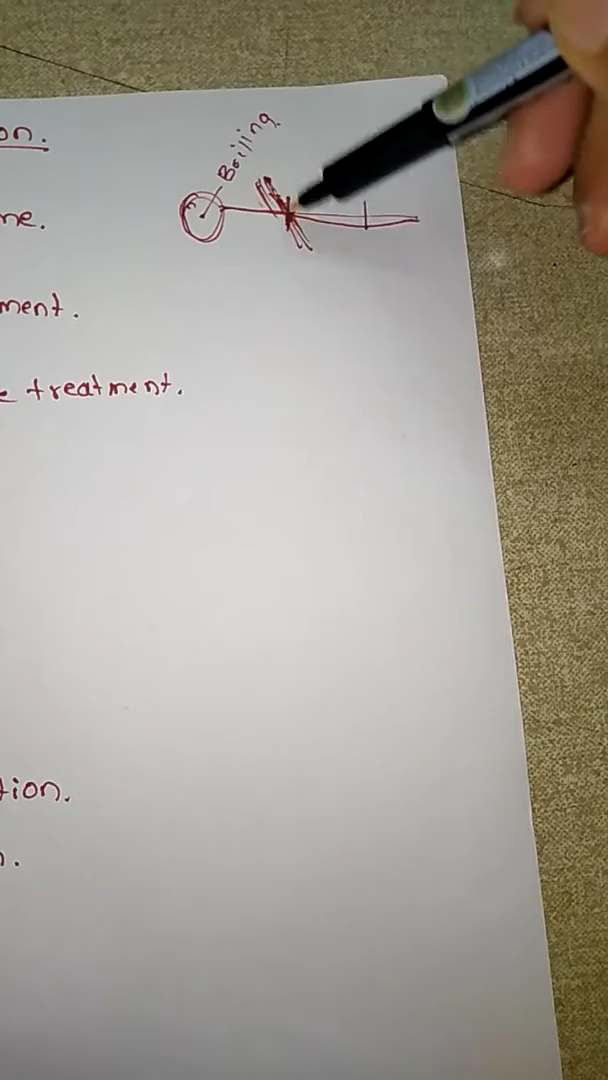 on.
Boiling
ne.
ment.
e treatment.
tion.
n.